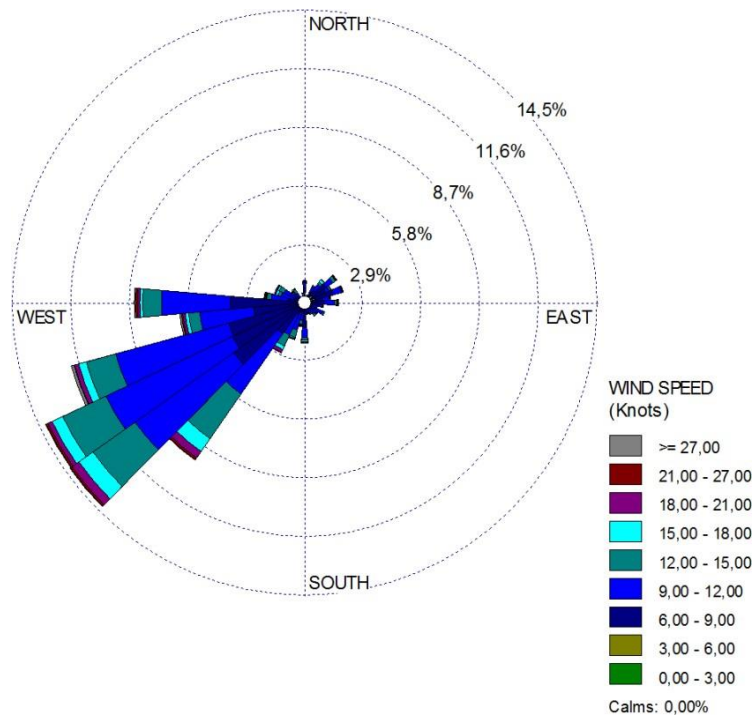 NORTH
14,5%
11,6%
8,7%
5,8%
2,9%
WEST
EAST
SOUTH
WIND SPEED
(Knots)
>= 27,00
21,00 - 27,00
18,00 - 21,00
15,00 - 18,00
12,00 - 15,00
9,00 - 12,00
6,00 - 9,00
3,00 - 6,00
0,00 - 3,00
Calms: 0,00%